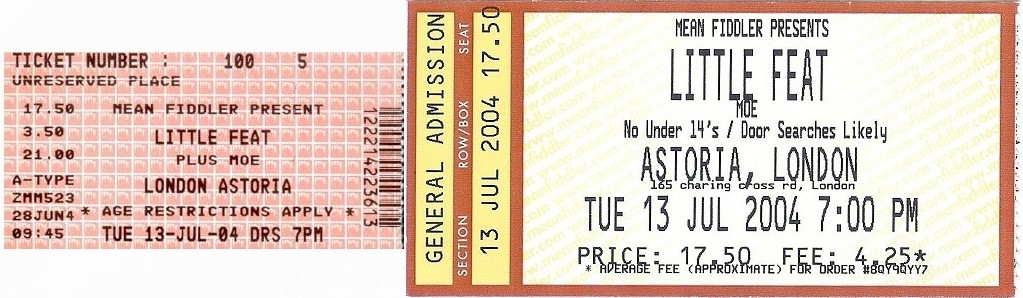 TICKET NUMBER : 100 5
UNRESERVED PLACE
17.50 MEAN FIDDLER PRESENT
3.50 LITTLE FEAT
21.00 PLUS MOE
A-TYPE LONDON ASTORIA
ZMM523
28JUN4 * AGE RESTRICTIONS APPLY *
09:45 TUE 13-JUL-04 DRS 7PM
1221422361З
GENERAL ADMISSION
SECTION ROW/BOX SEAT
13 JUL 2004 17.50
MEAN FIDDLER PRESENTS
LITTLE FEAT
MOE
No Under 14's / Door Searches Likely
ASTORIA, LONDON
165 charing cross rd, London
TUE 13 JUL 2004 7:00 PM
PRICE: 17.50 FEE: 4.25*
* AVERAGE FEE (APPROXIMATE) FOR ORDER #8QY9QYY7